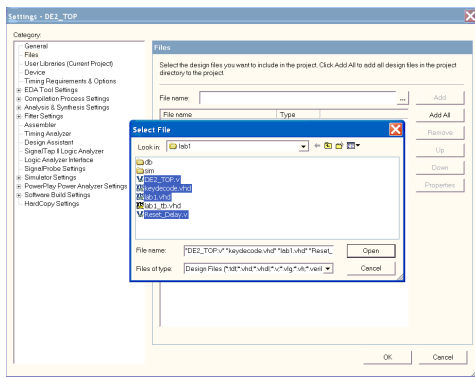 Settings - DE2_TOP
Category:
General
Files
User Libraries (Current Project)
Device
Timing Requirements & Options
EDA Tool Settings
Compilation Process Settings
Analysis & Synthesis Settings
Fitter Settings
Assembler
Timing Analyzer
Design Assistant
SignalTap II Logic Analyzer
Logic Analyzer Interface
SignalProbe Settings
Simulator Settings
PowerPlay Power Analyzer Settings
Software Build Settings
HardCopy Settings
Files
Select the design files you want to include in the project. Click Add All to add all design files in the project
directory to the project.
File name:
...
Add
File name
Type
Add All
Remove
Up
Down
Properties
Select File
Look in:
lab1
db
sim
DE2_TOP.v
keydecode.vhd
lab1.vhd
lab1_tb.vhd
Reset_Delay.v
File name:
"DE2_TOP.v" "keydecode.vhd" "lab1.vhd" "Reset_
Open
Files of type:
Design Files (*.tdf;*.vhd;*.vhdl;*.v;*.vlg;*.vh;*.veril
Cancel
OK
Cancel